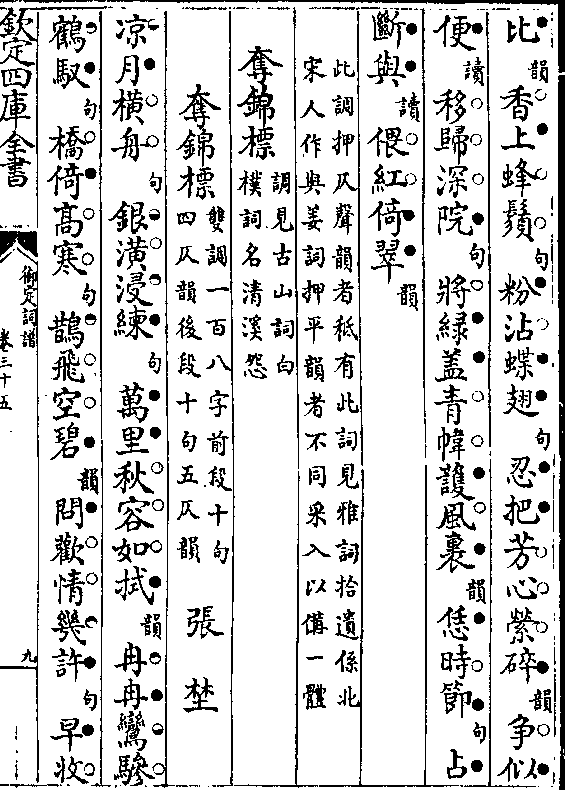 比韻香上蜂鬚句粉沾蝶翅句忍把芳心縈碎韻争似
便讀移歸深院句將緑盖青幃護風裏韻恁時節句占
斷與讀偎紅倚翠韻
此調押仄聲韻者秪有此詞見雅詞拾遺係北
宋人作與姜詞押平韻者不同采入以備一體
奪錦標調見古山詞白
樸詞名清溪怨
奪錦標雙調一百八字前段十句
四仄韻後段十句五仄韻 張埜
凉月横舟句銀潢浸練句萬里秋容如拭韻冉冉鸞驂
鶴馭句橋倚高寒句鵲飛空碧韻問歡情幾許句早收
欽定四庫全書
御定詞譜
卷三十五
九